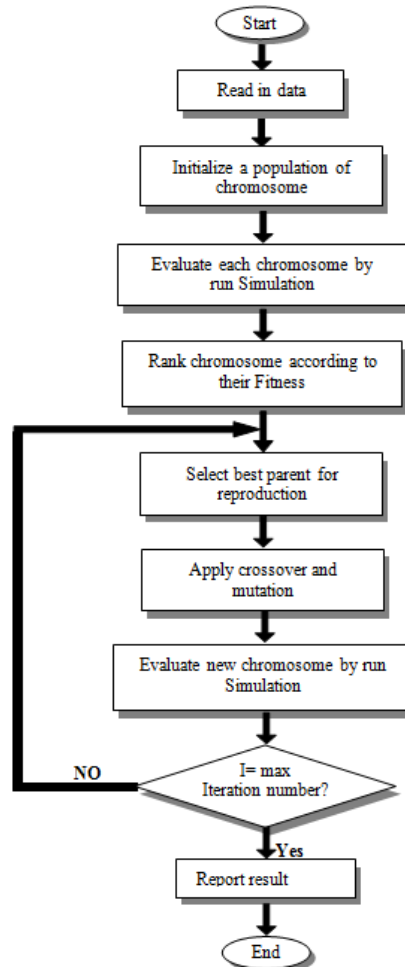 Start
Read in data
Initialize a population of
chromosome
Evaluate each chromosome by
run Simulation
Rank chromosome according to
their Fitness
Select best parent for
reproduction
Apply crossover and
mutation
Evaluate new chromosome by run
Simulation
I= max
Iteration number?
NO
Yes
Report result
End